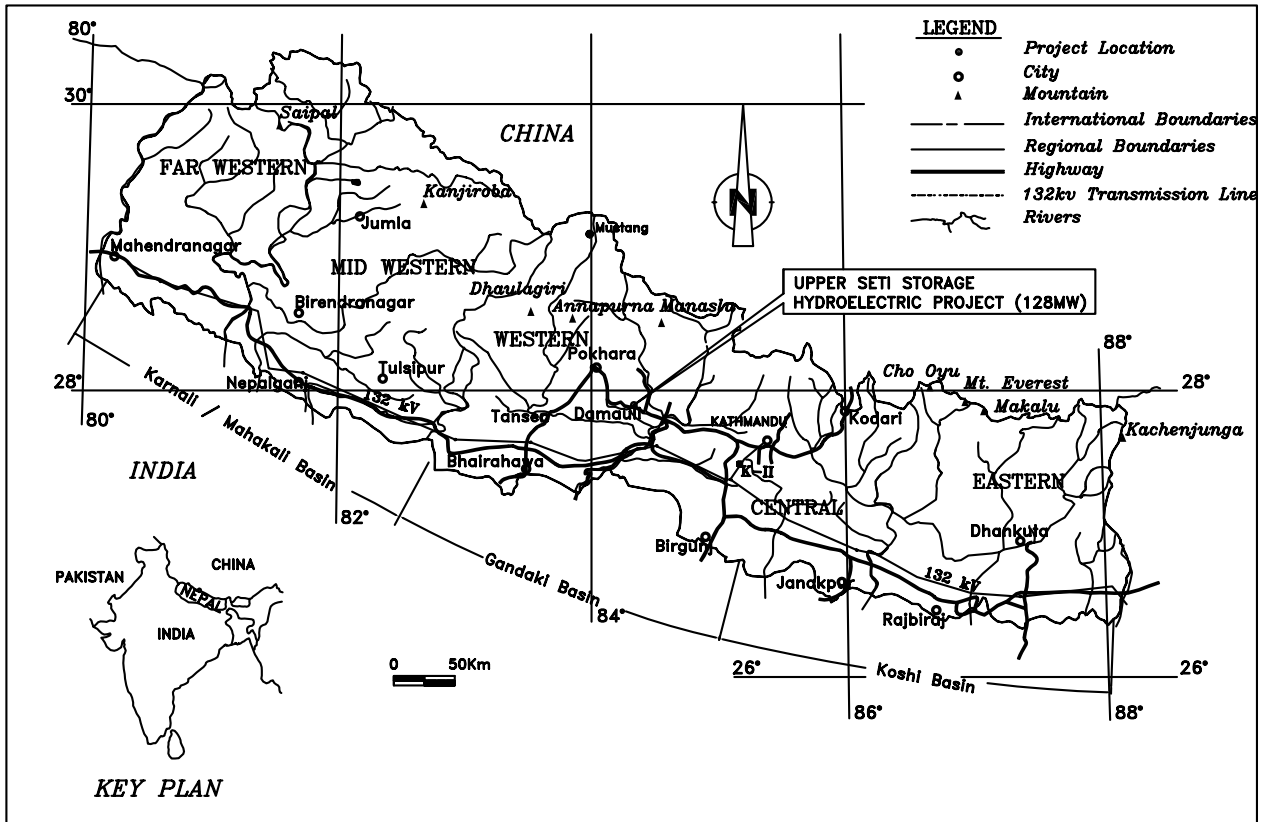 80°
30°
CHINA
Saipal
FAR WESTERN
Kanjiroba
Jumla
Mustang
Mahendranagar
MID WESTERN
Dhaulagiri
Birendranagar
Annapurna
Manaslu
WESTERN
Pokhara
Tulsipur
Nepalganj
28°
80
132 kV
Tansen
Damauli
KATHMANDU
Kodari
Cho Oyu
Mt. Everest
Makalu
Kachenjunga
88°
28°
Bhairahawa
K-II
EASTERN
CENTRAL
Dhankuta
Birgunj
Janakpur
132 kV
Rajbiraj
INDIA
Karnali / Mahakali Basin
82°
Gandaki Basin
84°
26°
Koshi Basin
26°
86°
88°
LEGEND
Project Location
City
Mountain
International Boundaries
Regional Boundaries
Highway
132kv Transmission Line
Rivers
N
UPPER SETI STORAGE
HYDROELECTRIC PROJECT (128MW)
0 50Km
PAKISTAN
CHINA
NEPAL
INDIA
KEY PLAN